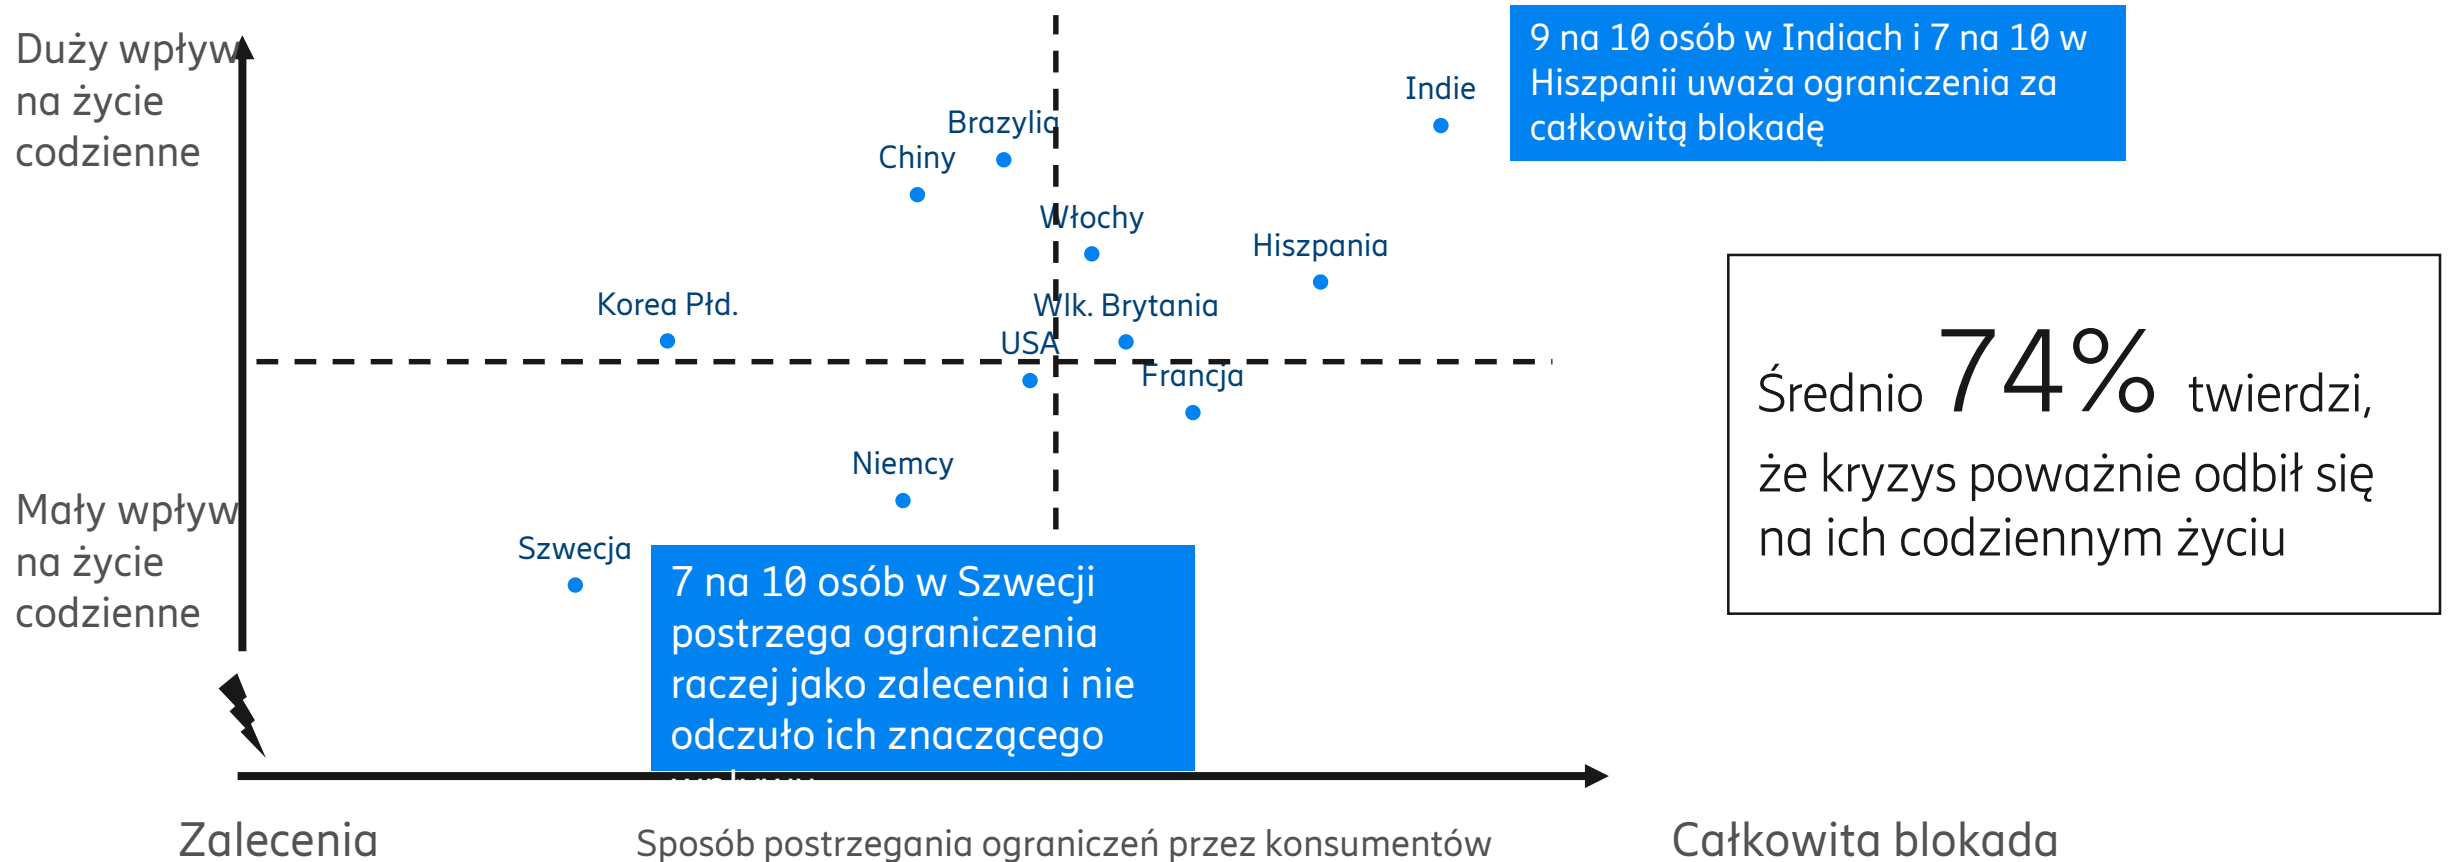 Duży wpływ
na życie
codzienne
9 na 10 osób w Indiach i 7 na 10 w
Hiszpanii uważa ograniczenia za
całkowitą blokadę
Indie
Brazylia
Chiny
Włochy
Hiszpania
Korea Płd.
Wlk. Brytania
USA
Francja
Średnio 74% twierdzi,
że kryzys poważnie odbił się
na ich codziennym życiu
Niemcy
Mały wpływ
na życie
codzienne
Szwecja
7 na 10 osób w Szwecji
postrzega ograniczenia
raczej jako zalecenia i nie
odczuło ich znaczącego
Zalecenia
Sposób postrzegania ograniczeń przez konsumentów
Całkowita blokada